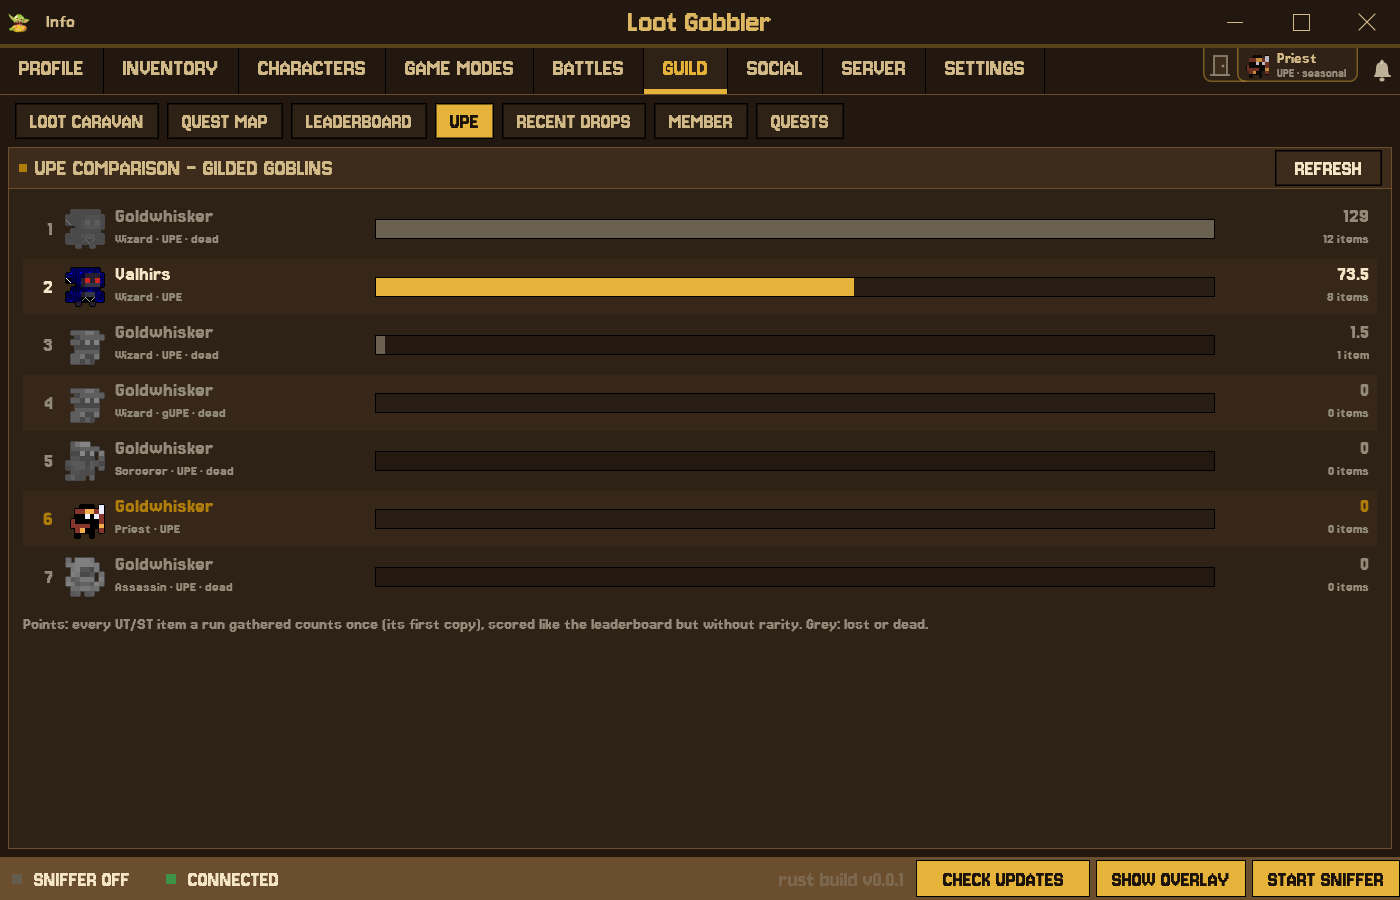 Info
Loot Gobbler
PROFILE INVENTORY CHARACTERS GAME MODES BATTLES GUILD SOCIAL SERVER SETTINGS
Priest
UPE · seasonal
LOOT CARAVAN QUEST MAP LEADERBOARD UPE RECENT DROPS MEMBER QUESTS
UPE COMPARISON – GILDED GOBLINS REFRESH
1 Goldwhisker 129
Wizard · UPE · dead 12 items
2 Valhirs 73.5
Wizard · UPE 8 items
3 Goldwhisker 1.5
Wizard · UPE · dead 1 item
4 Goldwhisker 0
Wizard · gUPE · dead 0 items
5 Goldwhisker 0
Sorcerer · UPE · dead 0 items
6 Goldwhisker 0
Priest · UPE 0 items
7 Goldwhisker 0
Assassin · UPE · dead 0 items
Points: every UT/ST item a run gathered counts once (its first copy), scored like the leaderboard but without rarity. Grey: lost or dead.
SNIFFER OFF CONNECTED rust build v0.0.1 CHECK UPDATES SHOW OVERLAY START SNIFFER